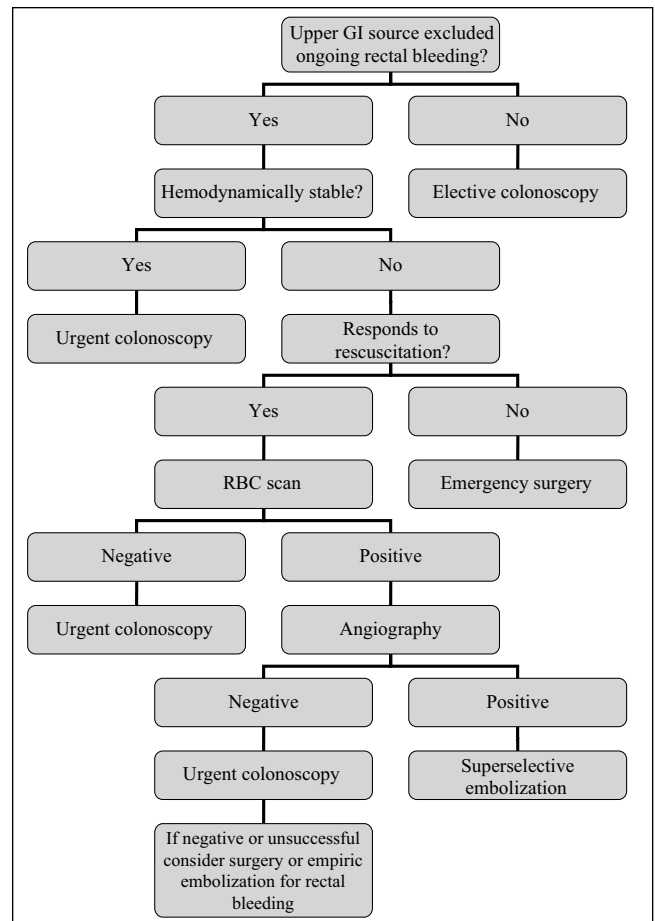 Upper GI source excluded
ongoing rectal bleeding?
Yes
No
Hemodynamically stable?
Elective colonoscopy
Yes
No
Urgent colonoscopy
Responds to
rescuscitation?
Yes
No
RBC scan
Emergency surgery
Negative
Positive
Urgent colonoscopy
Angiography
Negative
Positive
Urgent colonoscopy
Superselective
embolization
If negative or unsuccessful
consider surgery or empiric
embolization for rectal
bleeding